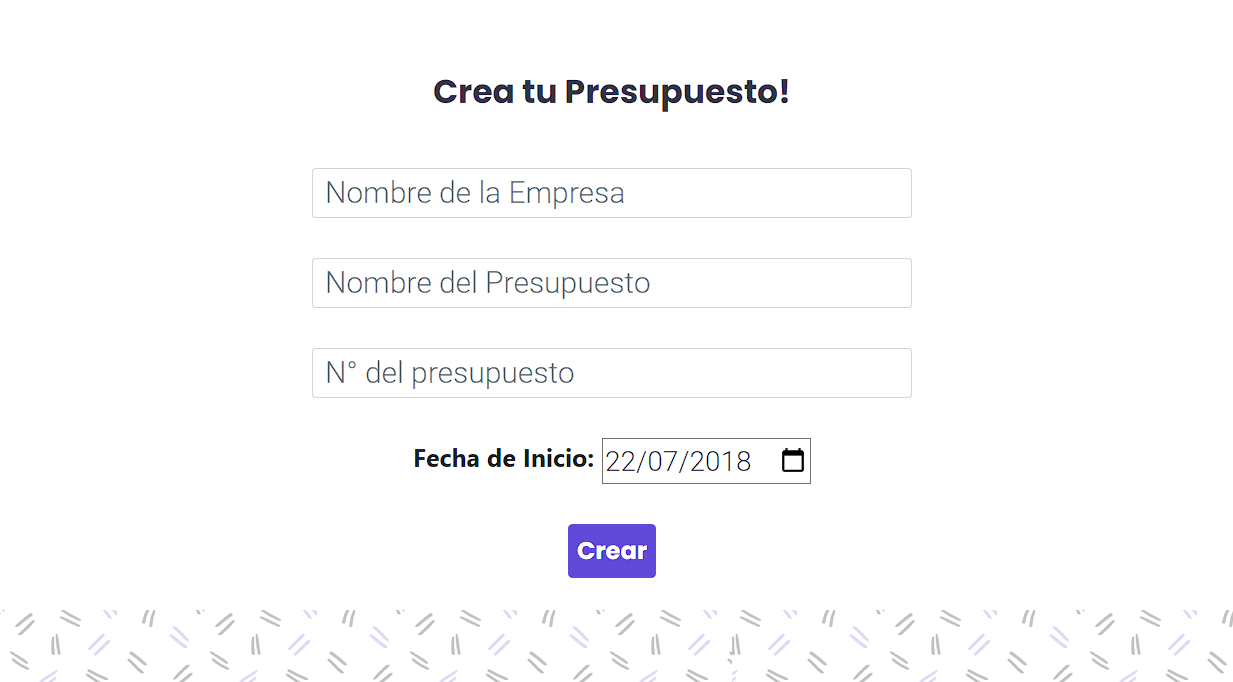 Crea tu Presupuesto!
Nombre de la Empresa
Nombre del Presupuesto
N° del presupuesto
Fecha de Inicio: 22/07/2018
Crear